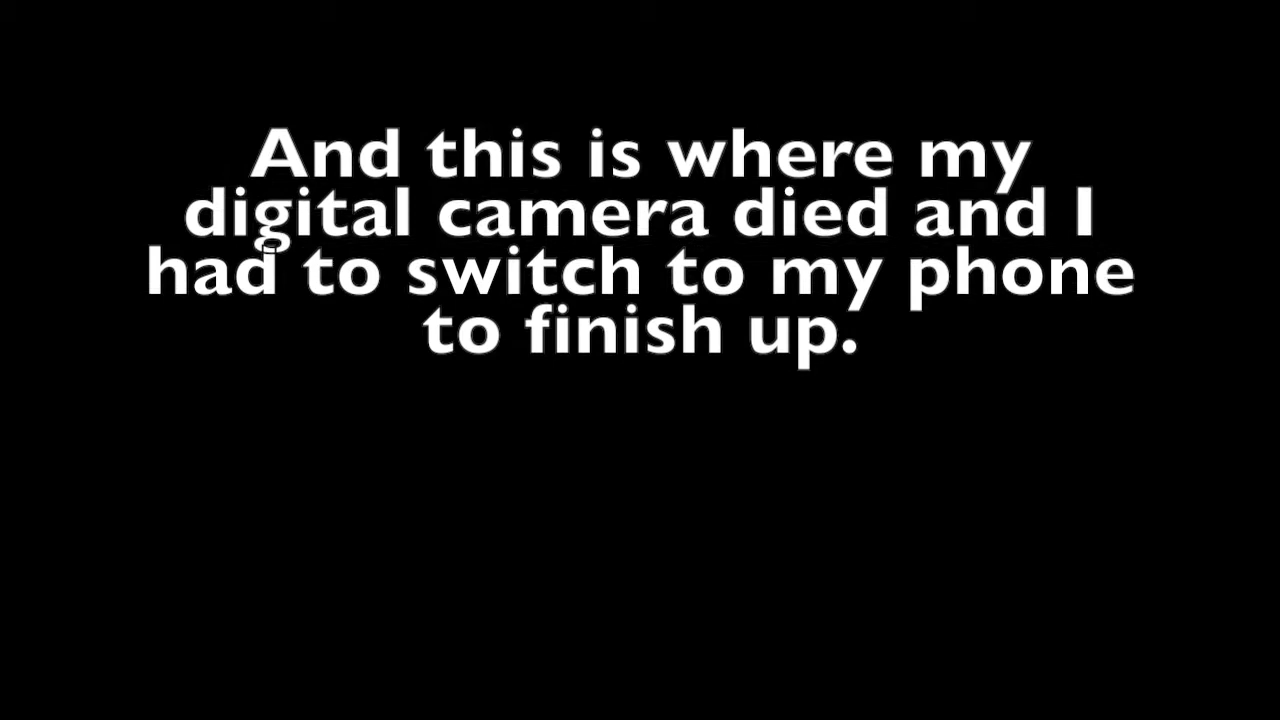 And this is where my
digital camera died and I
had to switch to my phone
to finish up.